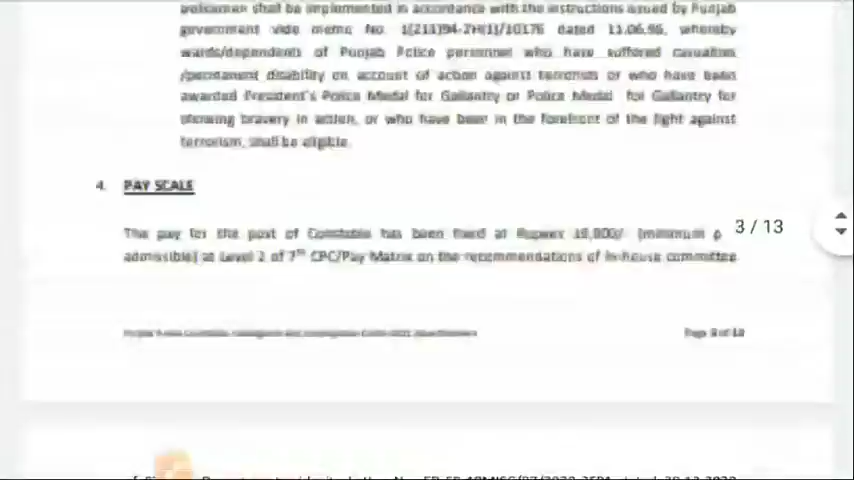 policemen shall be implemented in accordance with the instructions issued by Punjab
government vide memo No. dated 11.06.96, whereby
wards/dependents of Punjab Police personnel who have suffered casualties
/permanent disability on account of action against terrorists or who have been
awarded President's Police Medal for Gallantry or Police Medal for Gallantry for
showing bravery in action, or who have been in the forefront of the fight against
terrorism, shall be eligible.
4. PAY SCALE
The pay for the post of Constable has been fixed at Rupees 19,900/- (minimum p
3 / 13
admissible) at Level 2 of 7th CPC/Pay Matrix on the recommendations of in-house committee
Page 3 of 13